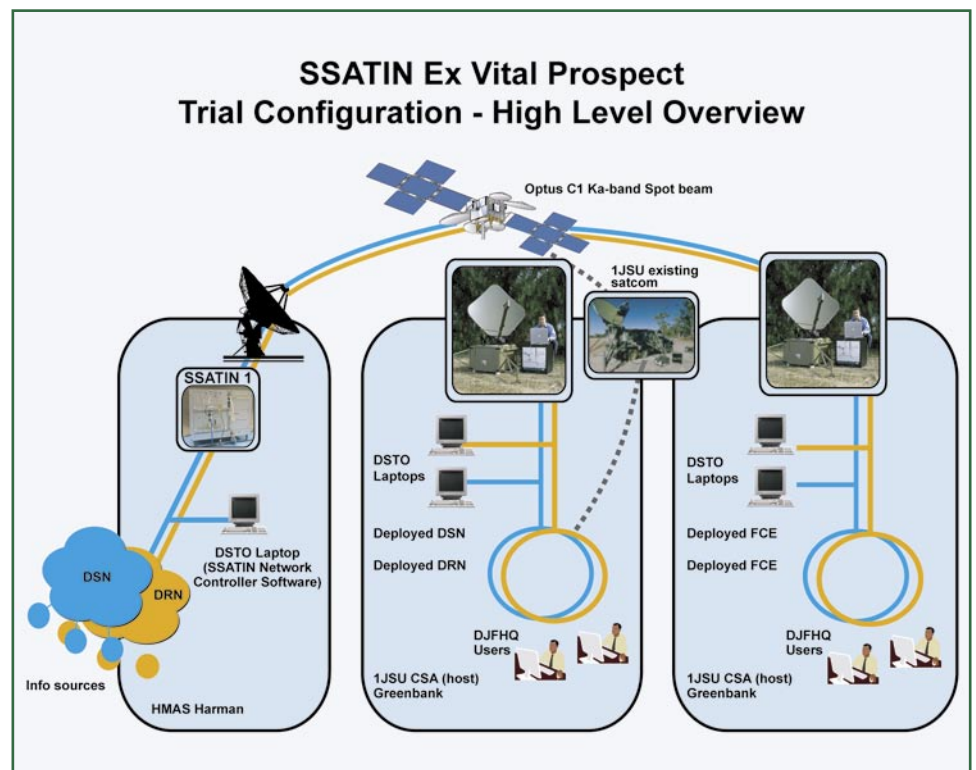 SSATIN Ex Vital Prospect
Trial Configuration - High Level Overview
Optus C1 Ka-band Spot beam
1JSU existing
satcom
SSATIN 1
DSTO Laptop
(SSATIN Network
Controller Software)
DSN
DRN
Info sources
HMAS Harman
DSTO
Laptops
Deployed DSN
Deployed DRN
DJFHQ
Users
1JSU CSA (host)
Greenbank
DSTO
Laptops
Deployed FCE
Deployed FCE
DJFHQ
Users
1JSU CSA (host)
Greenbank